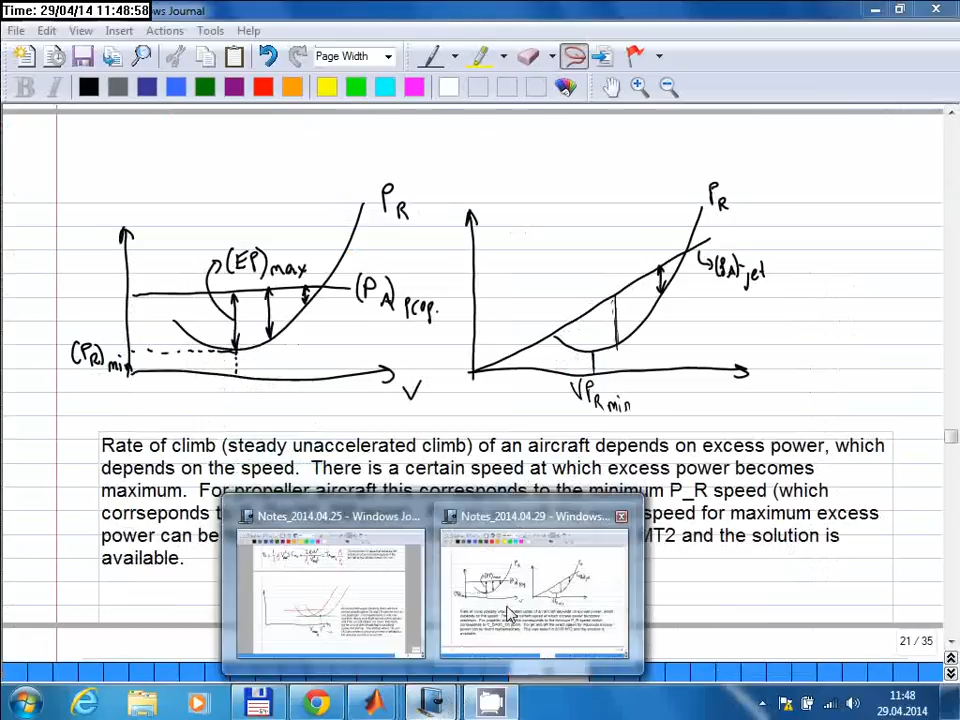 Time: 29/04/14 11:48:58
ows Journal
File Edit View Insert Actions Tools Help
Page Width
B I
P_R
(EP)max
(P_A)prop.
(P_R)min
V
P_R
(P_A)jet
VP_R min
Rate of climb (steady unaccelerated climb) of an aircraft depends on excess power, which
depends on the speed. There is a certain speed at which excess power becomes
maximum. For propeller aircraft this corresponds to the minimum P_R speed (which
corrseponds t speed for maximum excess
power can be MT2 and the solution is
available.
Notes_2014.04.25 - Windows Jo...
Notes_2014.04.29 - Windows...
21 / 35
11:48
29.04.2014